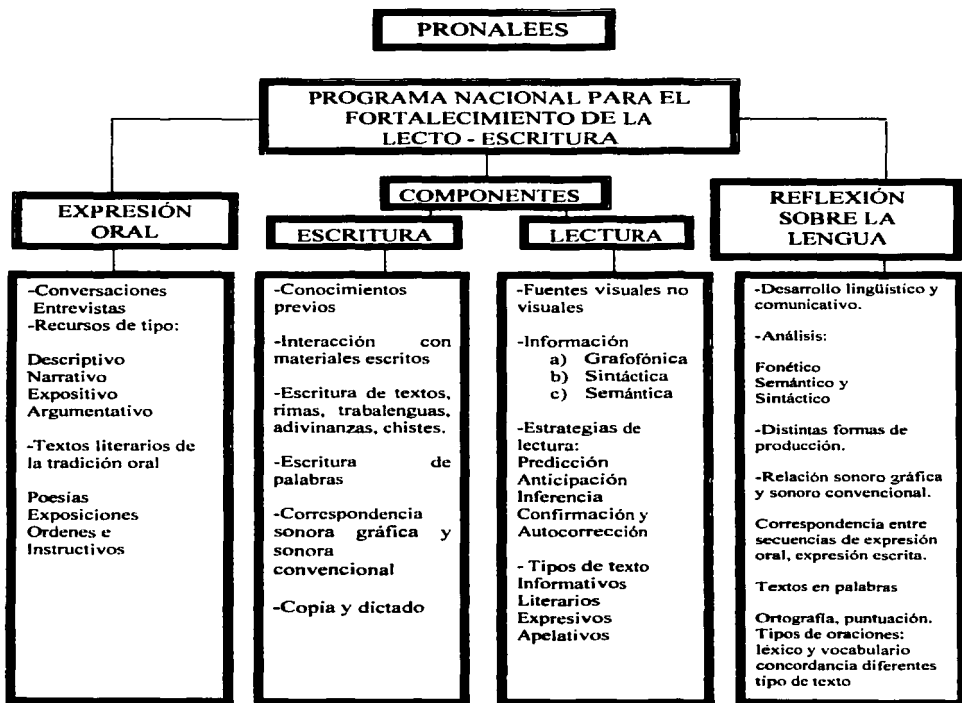 PRONALEES
PROGRAMA NACIONAL PARA EL
FORTALECIMIENTO DE LA
LECTO - ESCRITURA
COMPONENTES
EXPRESIÓN
ORAL
ESCRITURA
LECTURA
REFLEXIÓN
SOBRE LA
LENGUA
-Conversaciones
Entrevistas
-Recursos de tipo:
Descriptivo
Narrativo
Expositivo
Argumentativo
-Textos literarios de
la tradición oral
Poesías
Exposiciones
Ordenes e
Instructivos
-Conocimientos
previos
-Interacción con
materiales escritos
-Escritura de textos,
rimas, trabalenguas,
adivinanzas, chistes.
-Escritura de
palabras
-Correspondencia
sonora gráfica y
sonora
convencional
-Copia y dictado
-Fuentes visuales no
visuales
-Información
a) Grafofónica
b) Sintáctica
c) Semántica
-Estrategias de
lectura:
Predicción
Anticipación
Inferencia
Confirmación y
Autocorrección
- Tipos de texto
Informativos
Literarios
Expresivos
Apelativos
-Desarrollo lingüístico y
comunicativo.
-Análisis:
Fonético
Semántico y
Sintáctico
-Distintas formas de
producción.
-Relación sonoro gráfica
y sonoro convencional.
Correspondencia entre
secuencias de expresión
oral, expresión escrita.
Textos en palabras
Ortografía, puntuación.
Tipos de oraciones:
léxico y vocabulario
concordancia diferentes
tipo de texto